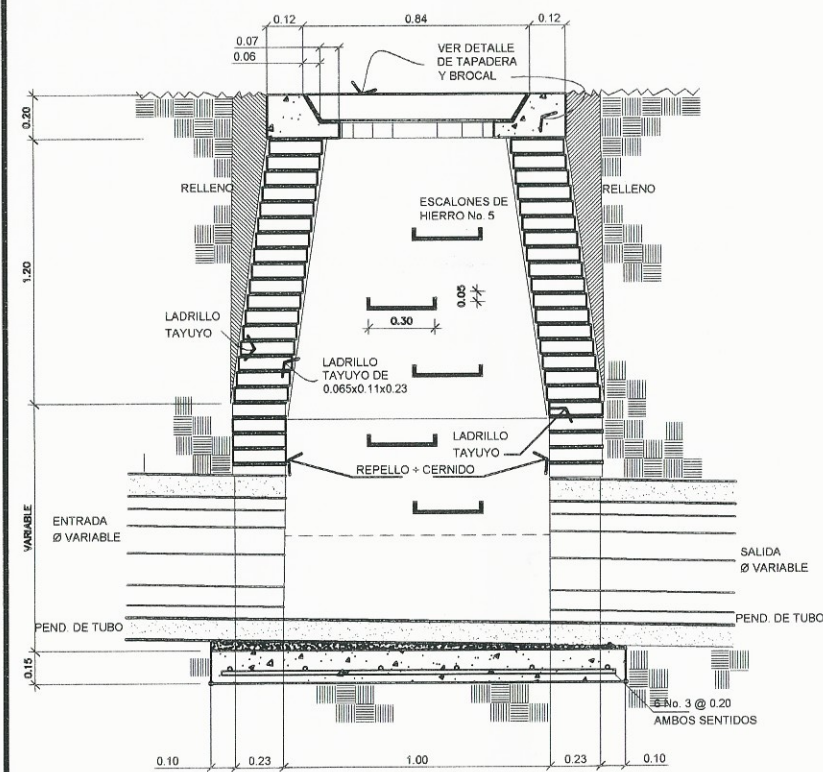 0.12
0.84
0.12
0.07
0.06
VER DETALLE
DE TAPADERA
Y BROCAL
0.20
RELLENO
RELLENO
ESCALONES DE
HIERRO No. 5
1.20
0.05
0.30
LADRILLO
TAYUYO
LADRILLO
TAYUYO DE
0.065x0.11x0.23
LADRILLO
TAYUYO
REPELLO + CERNIDO
VARIABLE
ENTRADA
Ø VARIABLE
SALIDA
Ø VARIABLE
PEND. DE TUBO
PEND. DE TUBO
0.15
6 No. 3 @ 0.20
AMBOS SENTIDOS
0.10
0.23
1.00
0.23
0.10